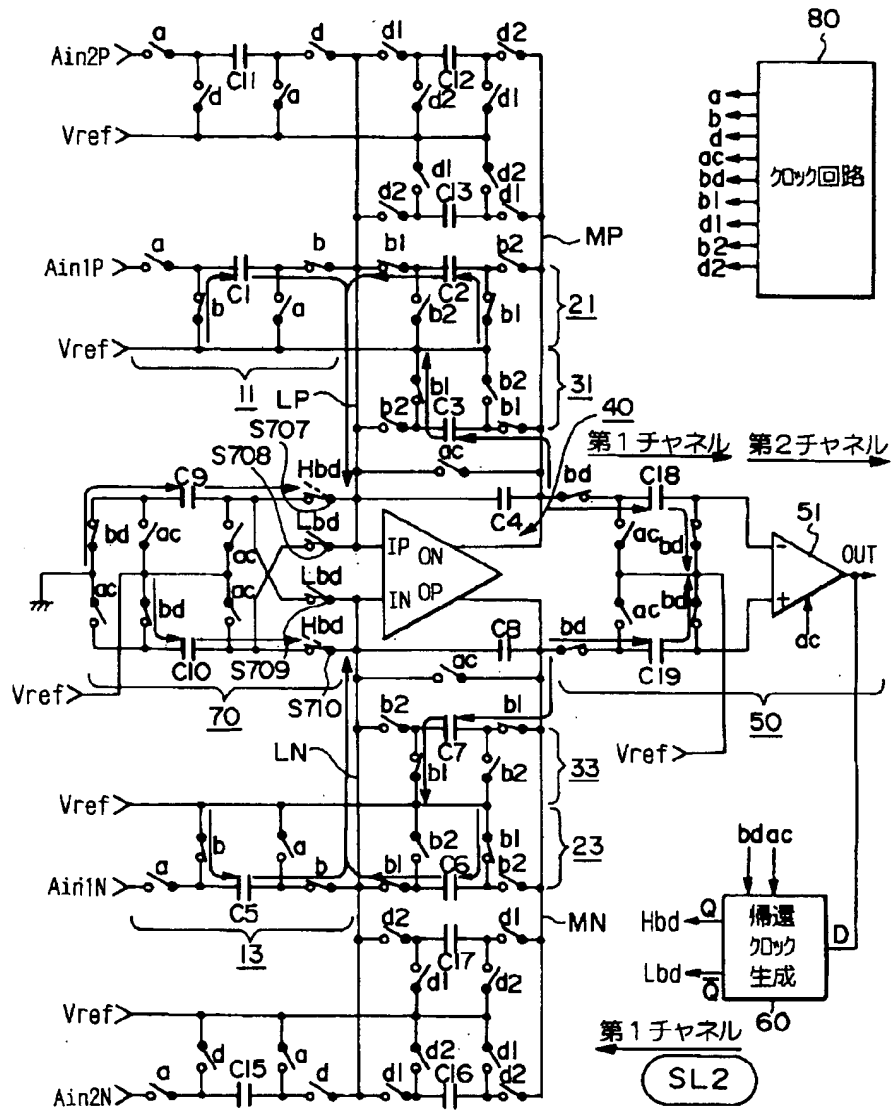 80
Ain2P a C11 d d1 C12 d2
d a d2 d1
Vref
a
b
d
ac
bd
b1
d1
b2
d2
クロック回路
d1 d2
d2 C13 d1
MP
Ain1P a C1 b b1 C2 b2
b a b2 b1
21
Vref
11 LP
b1 b2
31
b2 C3 b1
40
S707
S708
ac
第1チャネル 第2チャネル
C9 Hbd C4 bd C18
Lbd
bd ac ac
IP ON
ac bd
51
OUT
IN OP
Lbd
ac bd ac
ac bd
ac
Hbd
C10 C8 bd C19
S709
S710
ac
Vref
70
50
b2 C7 b1
LN
b1 b2
33
Vref
Vref
b a b2 b1
23
Ain1N a C5 b b1 C6 b2
13
MN
bd ac
d2 C17 d1
Hbd Q 帰還 D
クロック
Lbd Q̅ 生成
d1 d2
60
Vref
第1チャネル
d a d2 d1
SL2
Ain2N a C15 d d1 C16 d2